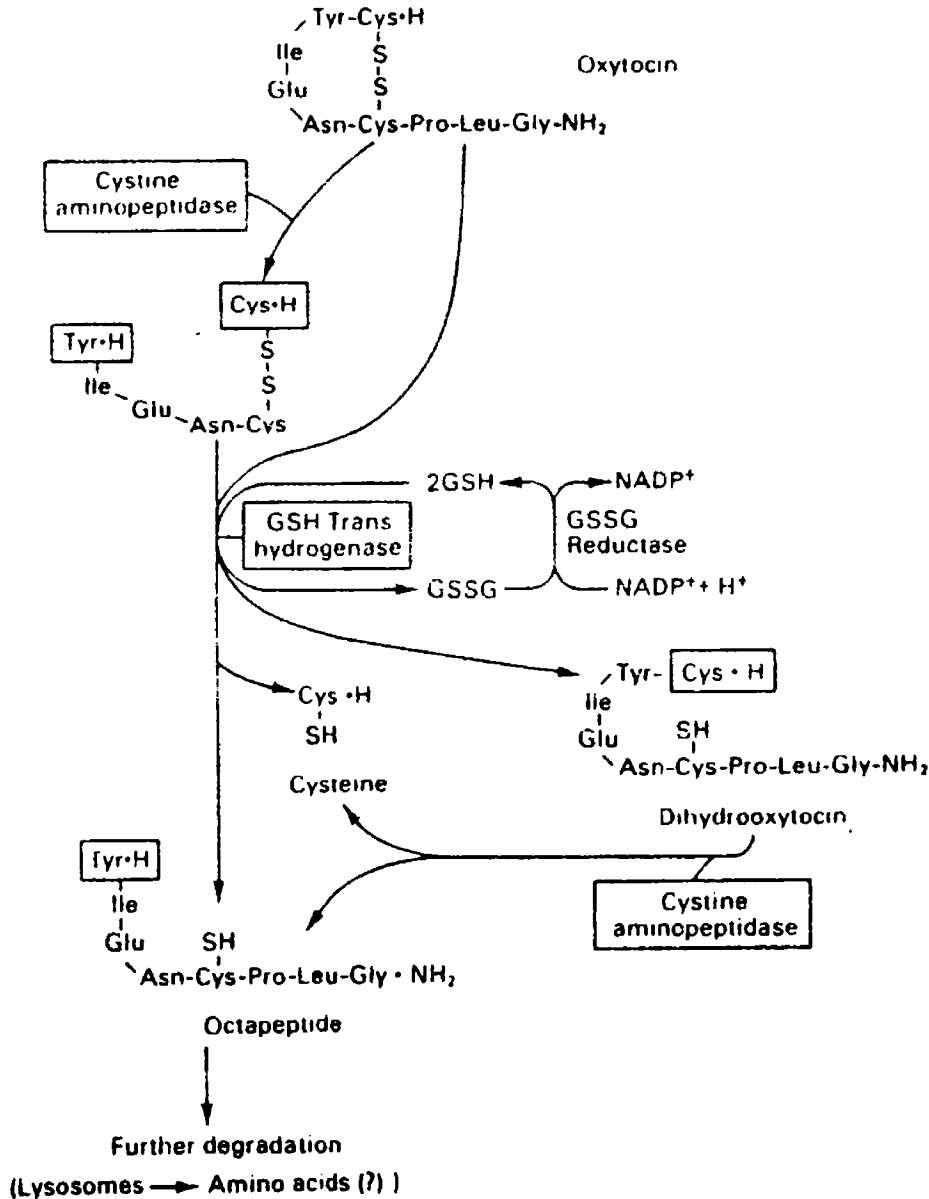 Tyr-Cys•H
Ile
S
S
Glu
Oxytocin
Asn-Cys-Pro-Leu-Gly-NH₂
Cystine
aminopeptidase
Cys•H
Tyr•H
S
S
Ile
Glu
Asn-Cys
2GSH
NADP⁺
GSH Trans
hydrogenase
GSSG
Reductase
GSSG
NADP⁺+ H⁺
Tyr- Cys • H
Ile
Glu
SH
Asn-Cys-Pro-Leu-Gly-NH₂
Cys •H
SH
Cysteine
Dihydrooxytocin
Cystine
aminopeptidase
Tyr•H
Ile
Glu
SH
Asn-Cys-Pro-Leu-Gly • NH₂
Octapeptide
Further degradation
(Lysosomes → Amino acids (?) )